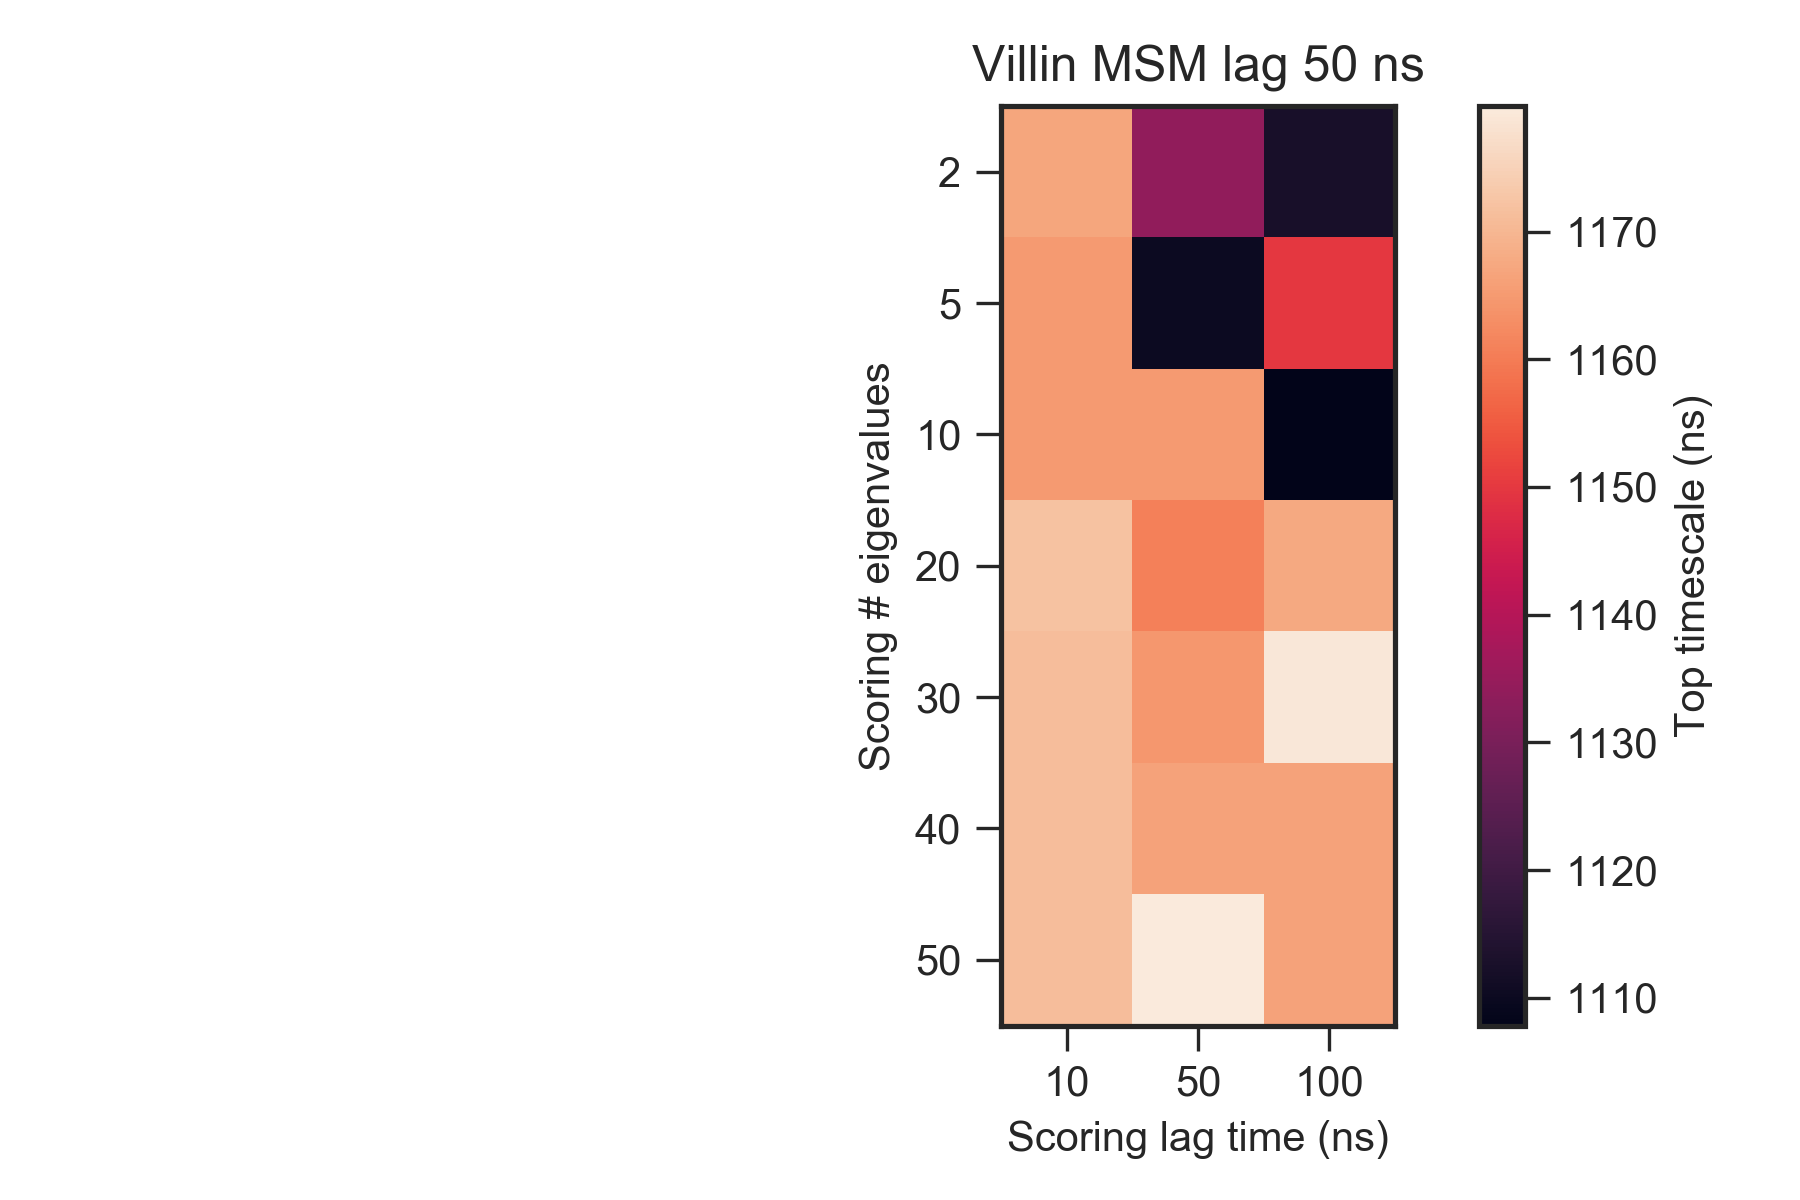 Villin MSM lag 50 ns
Scoring # eigenvalues
2
5
10
20
30
40
50
10 50 100
Scoring lag time (ns)
1170
1160
1150
1140
1130
1120
1110
Top timescale (ns)